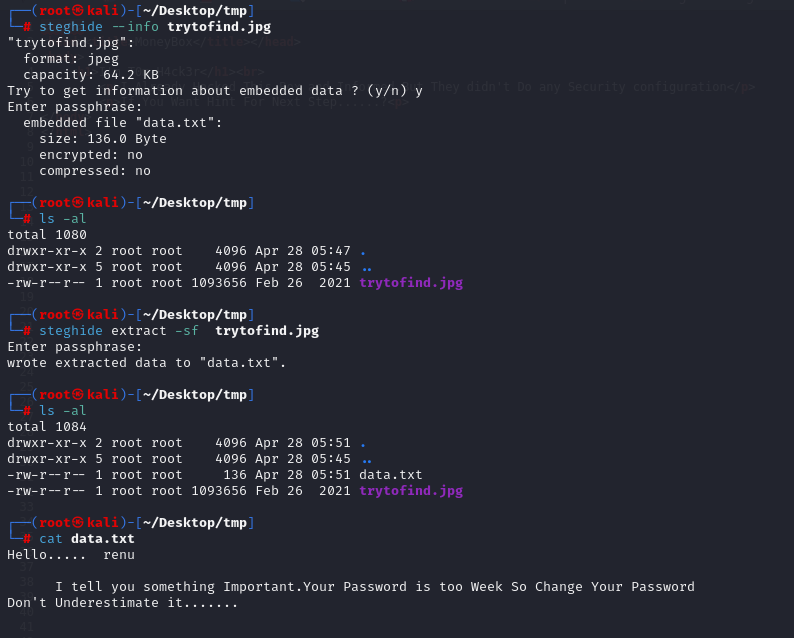 ┌──(root㉿kali)-[~/Desktop/tmp]
└─# steghide --info trytofind.jpg
"trytofind.jpg":
  format: jpeg
  capacity: 64.2 KB
Try to get information about embedded data ? (y/n) y
Enter passphrase:
  embedded file "data.txt":
    size: 136.0 Byte
    encrypted: no
    compressed: no

┌──(root㉿kali)-[~/Desktop/tmp]
└─# ls -al
total 1080
drwxr-xr-x 2 root root    4096 Apr 28 05:47 .
drwxr-xr-x 5 root root    4096 Apr 28 05:45 ..
-rw-r--r-- 1 root root 1093656 Feb 26  2021 trytofind.jpg

┌──(root㉿kali)-[~/Desktop/tmp]
└─# steghide extract -sf  trytofind.jpg
Enter passphrase:
wrote extracted data to "data.txt".

┌──(root㉿kali)-[~/Desktop/tmp]
└─# ls -al
total 1084
drwxr-xr-x 2 root root    4096 Apr 28 05:51 .
drwxr-xr-x 5 root root    4096 Apr 28 05:45 ..
-rw-r--r-- 1 root root     136 Apr 28 05:51 data.txt
-rw-r--r-- 1 root root 1093656 Feb 26  2021 trytofind.jpg

┌──(root㉿kali)-[~/Desktop/tmp]
└─# cat data.txt
Hello.....  renu

      I tell you something Important.Your Password is too Week So Change Your Password
Don't Underestimate it.......